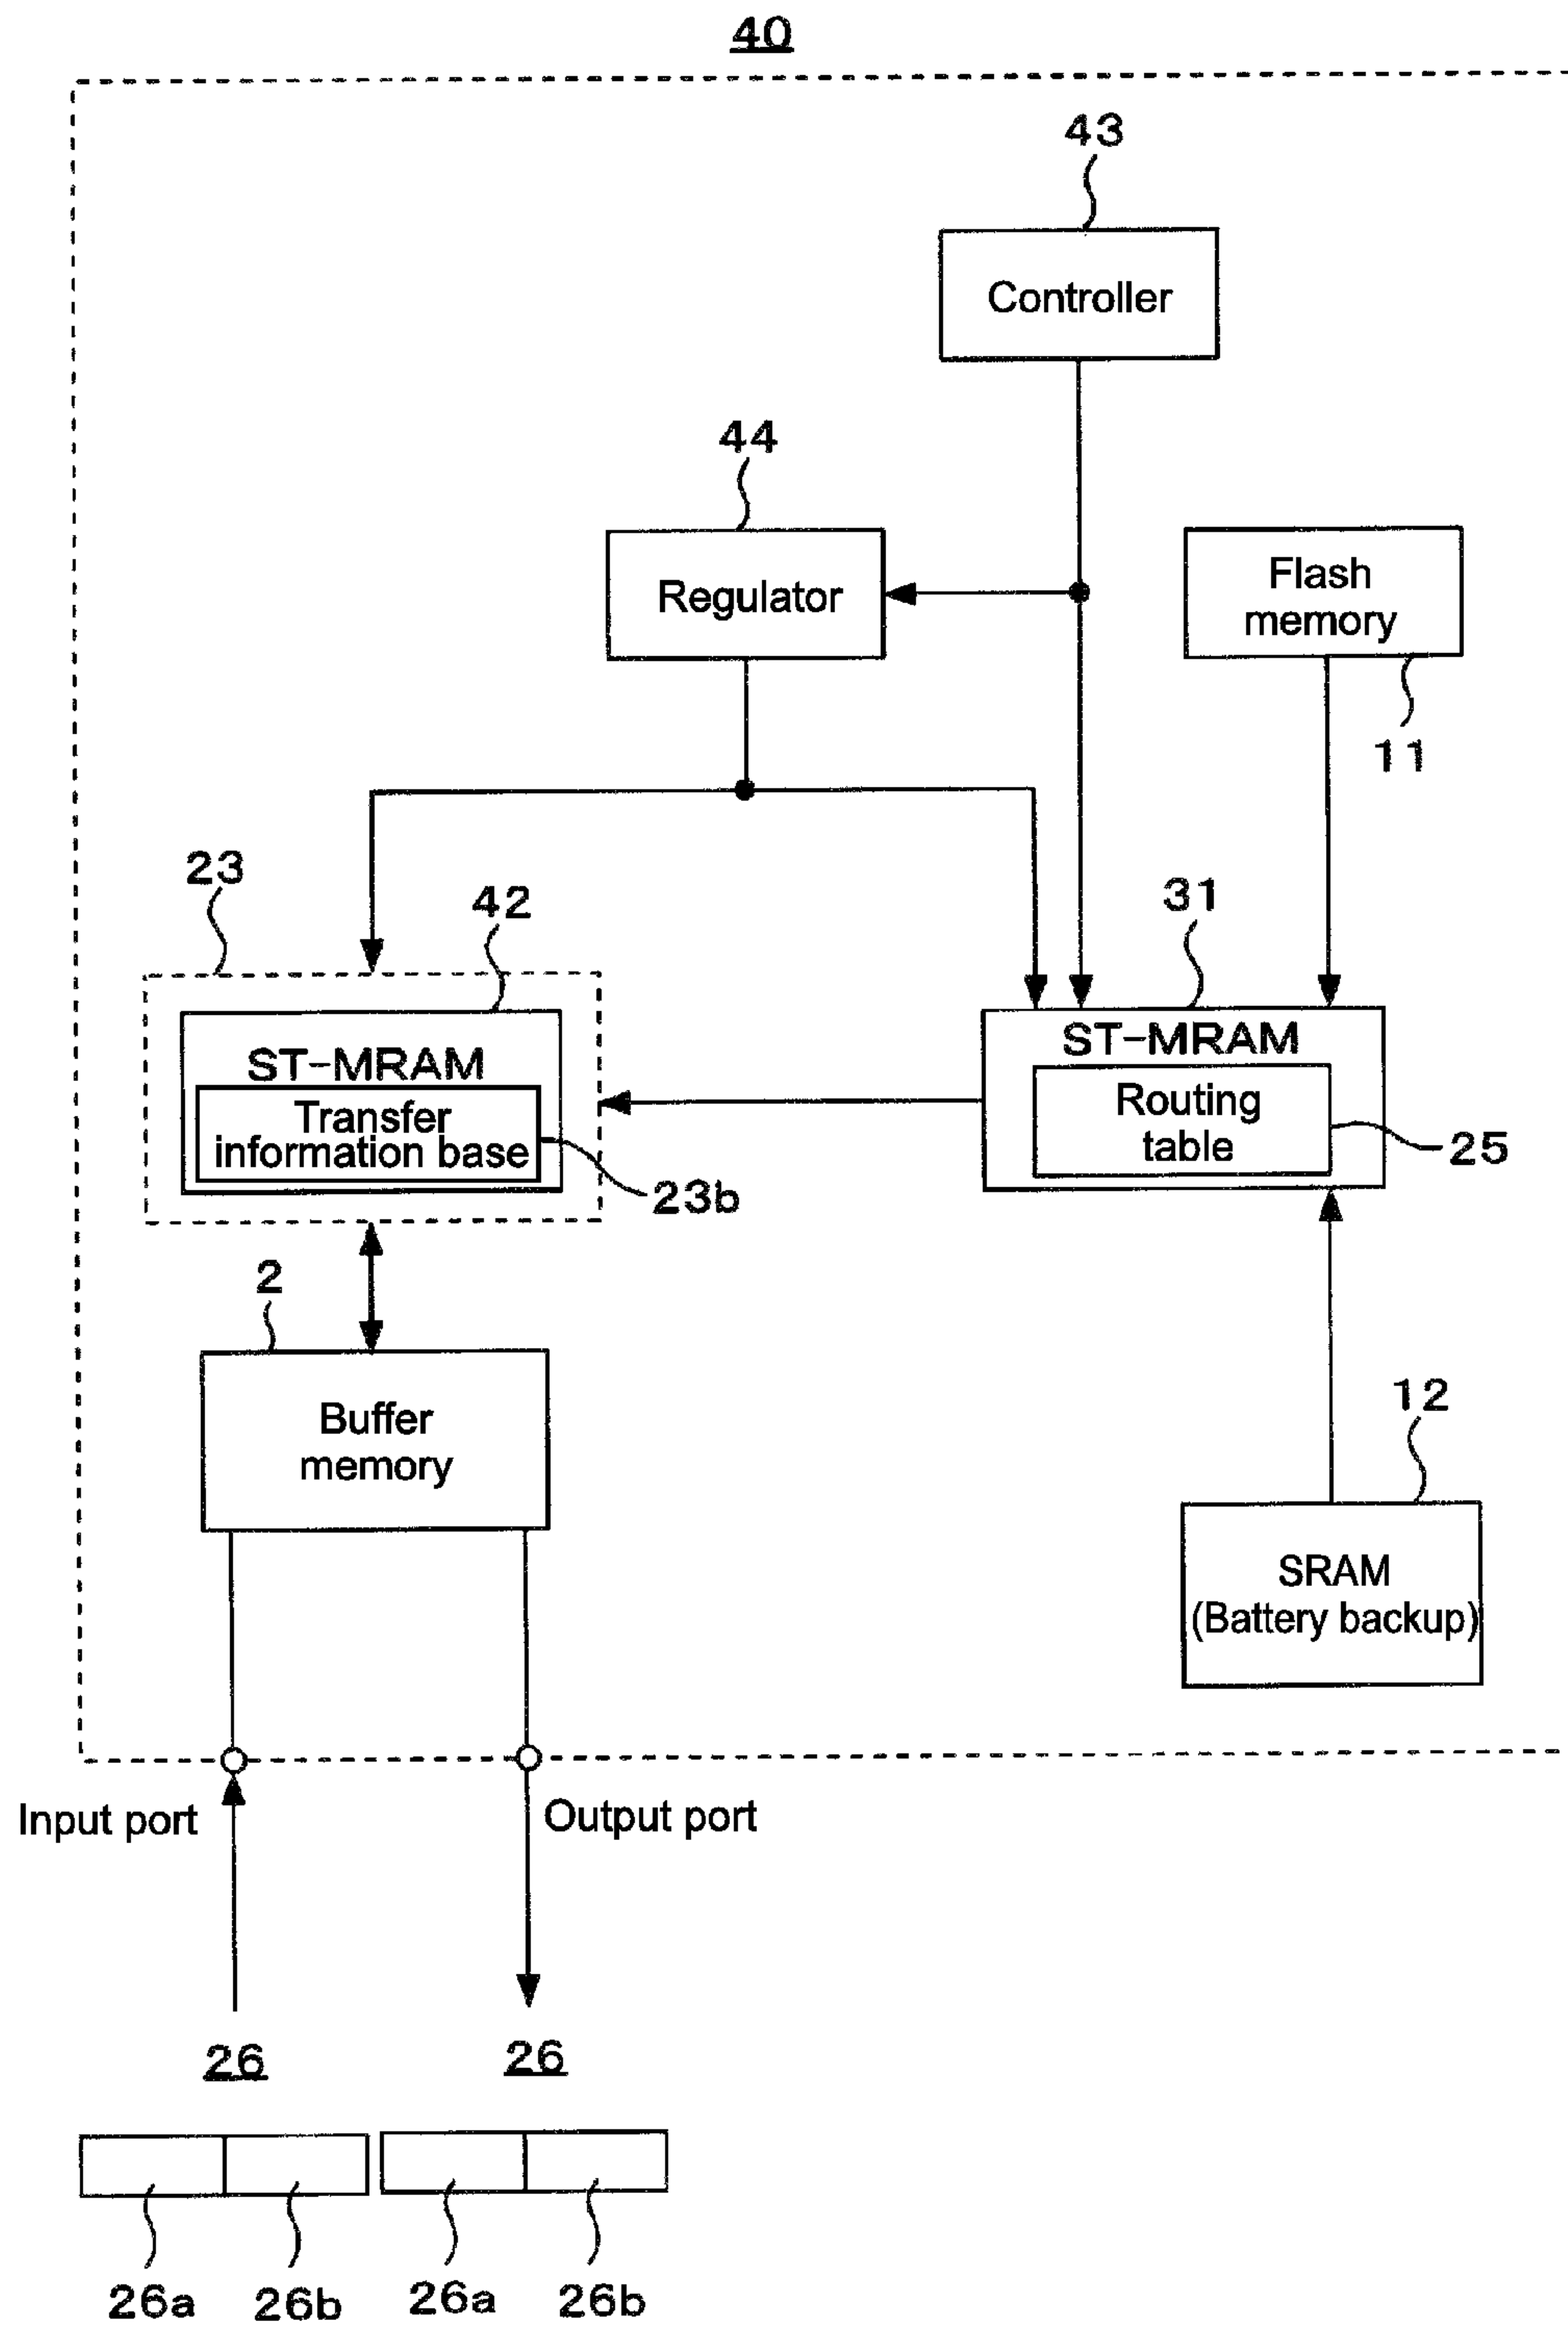 40
43
Controller
44
Regulator
Flash
memory
11
23
42
31
ST-MRAM
Transfer
information base
23b
ST-MRAM
Routing
table
25
2
Buffer
memory
12
SRAM
(Battery backup)
Input port
Output port
26
26
26a
26b
26a
26b